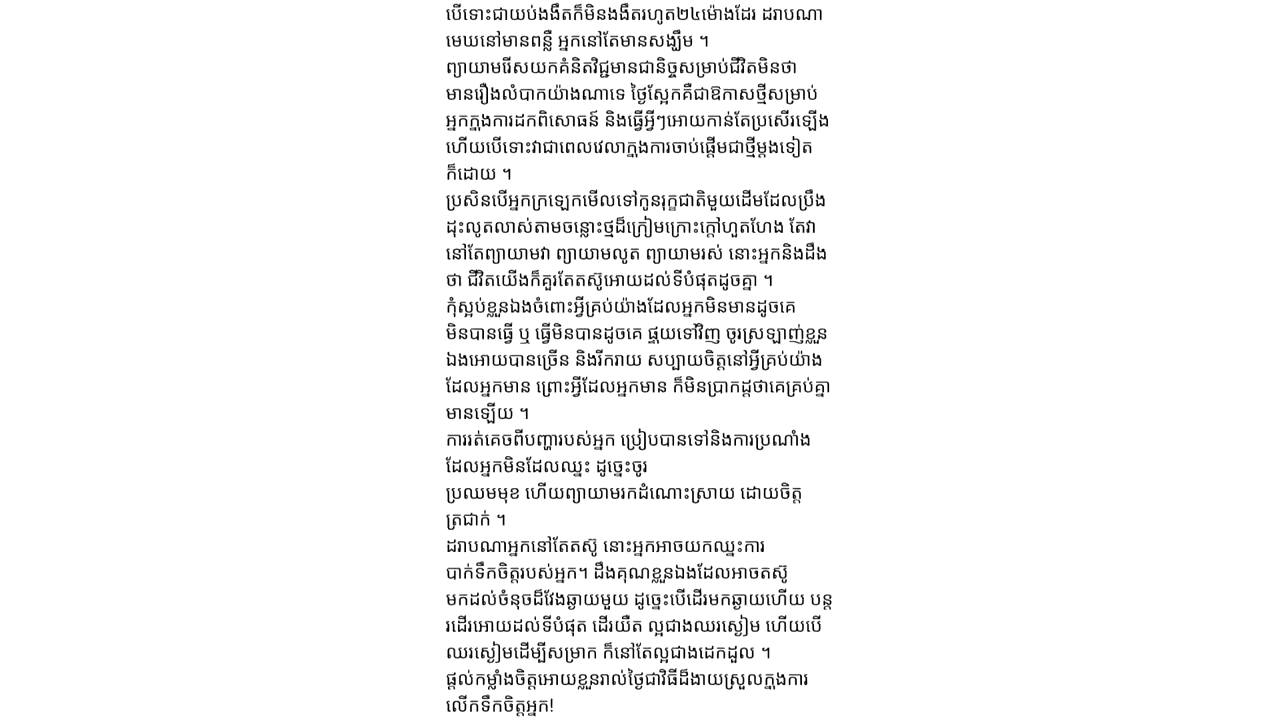 បើទោះជាយប់ងងឹតក៏មិនងងឹតរហូត២៤ម៉ោងដែរ ដរាបណា
មេឃនៅមានពន្លឺ អ្នកនៅតែមានសង្ឃឹម ។
ព្យាយាមរើសយកគំនិតវិជ្ជមានជានិច្ចសម្រាប់ជីវិតមិនថា
មានរឿងលំបាកយ៉ាងណាទេ ថ្ងៃស្អែកគឺជាឱកាសថ្មីសម្រាប់
អ្នកក្នុងការដកពិសោធន៍ និងធ្វើអ្វីៗអោយកាន់តែប្រសើរឡើង
ហើយបើទោះវាជាពេលវេលាក្នុងការចាប់ផ្តើមជាថ្មីម្តងទៀត
ក៏ដោយ ។
ប្រសិនបើអ្នកក្រឡេកមើលទៅកូនរុក្ខជាតិមួយដើមដែលប្រឹង
ដុះលូតលាស់តាមចន្លោះថ្មដ៏ក្រៀមក្រោះក្តៅហួតហែង តែវា
នៅតែព្យាយាមវា ព្យាយាមលូត ព្យាយាមរស់ នោះអ្នកនិងដឹង
ថា ជីវិតយើងក៏គួរតែតស៊ូអោយដល់ទីបំផុតដូចគ្នា ។
កុំស្អប់ខ្លួនឯងចំពោះអ្វីគ្រប់យ៉ាងដែលអ្នកមិនមានដូចគេ
មិនបានធ្វើ ឬ ធ្វើមិនបានដូចគេ ផ្ទុយទៅវិញ ចូរស្រឡាញ់ខ្លួន
ឯងអោយបានច្រើន និងរីករាយ សប្បាយចិត្តនៅអ្វីគ្រប់យ៉ាង
ដែលអ្នកមាន ព្រោះអ្វីដែលអ្នកមាន ក៏មិនប្រាកដ្តថាគេគ្រប់គ្នា
មានឡើយ ។
ការរត់គេចពីបញ្ហារបស់អ្នក ប្រៀបបានទៅនិងការប្រណាំង
ដែលអ្នកមិនដែលឈ្នះ ដូច្នេះចូរ
ប្រឈមមុខ ហើយព្យាយាមរកដំណោះស្រាយ ដោយចិត្ត
ត្រជាក់ ។
ដរាបណាអ្នកនៅតែតស៊ូ នោះអ្នកអាចយកឈ្នះការ
បាក់ទឹកចិត្តរបស់អ្នក។ ដឹងគុណខ្លួនឯងដែលអាចតស៊ូ
មកដល់ចំនុចដ៏វែងឆ្ងាយមួយ ដូច្នេះបើដើរមកឆ្ងាយហើយ បន្ត
រដើរអោយដល់ទីបំផុត ដើរយឺត ល្អជាងឈរស្ងៀម ហើយបើ
ឈរស្ងៀមដើម្បីសម្រាក ក៏នៅតែល្អជាងដេកដួល ។
ផ្តល់កម្លាំងចិត្តអោយខ្លួនរាល់ថ្ងៃជាវិធីដ៏ងាយស្រួលក្នុងការ
លើកទឹកចិត្តអ្នក!